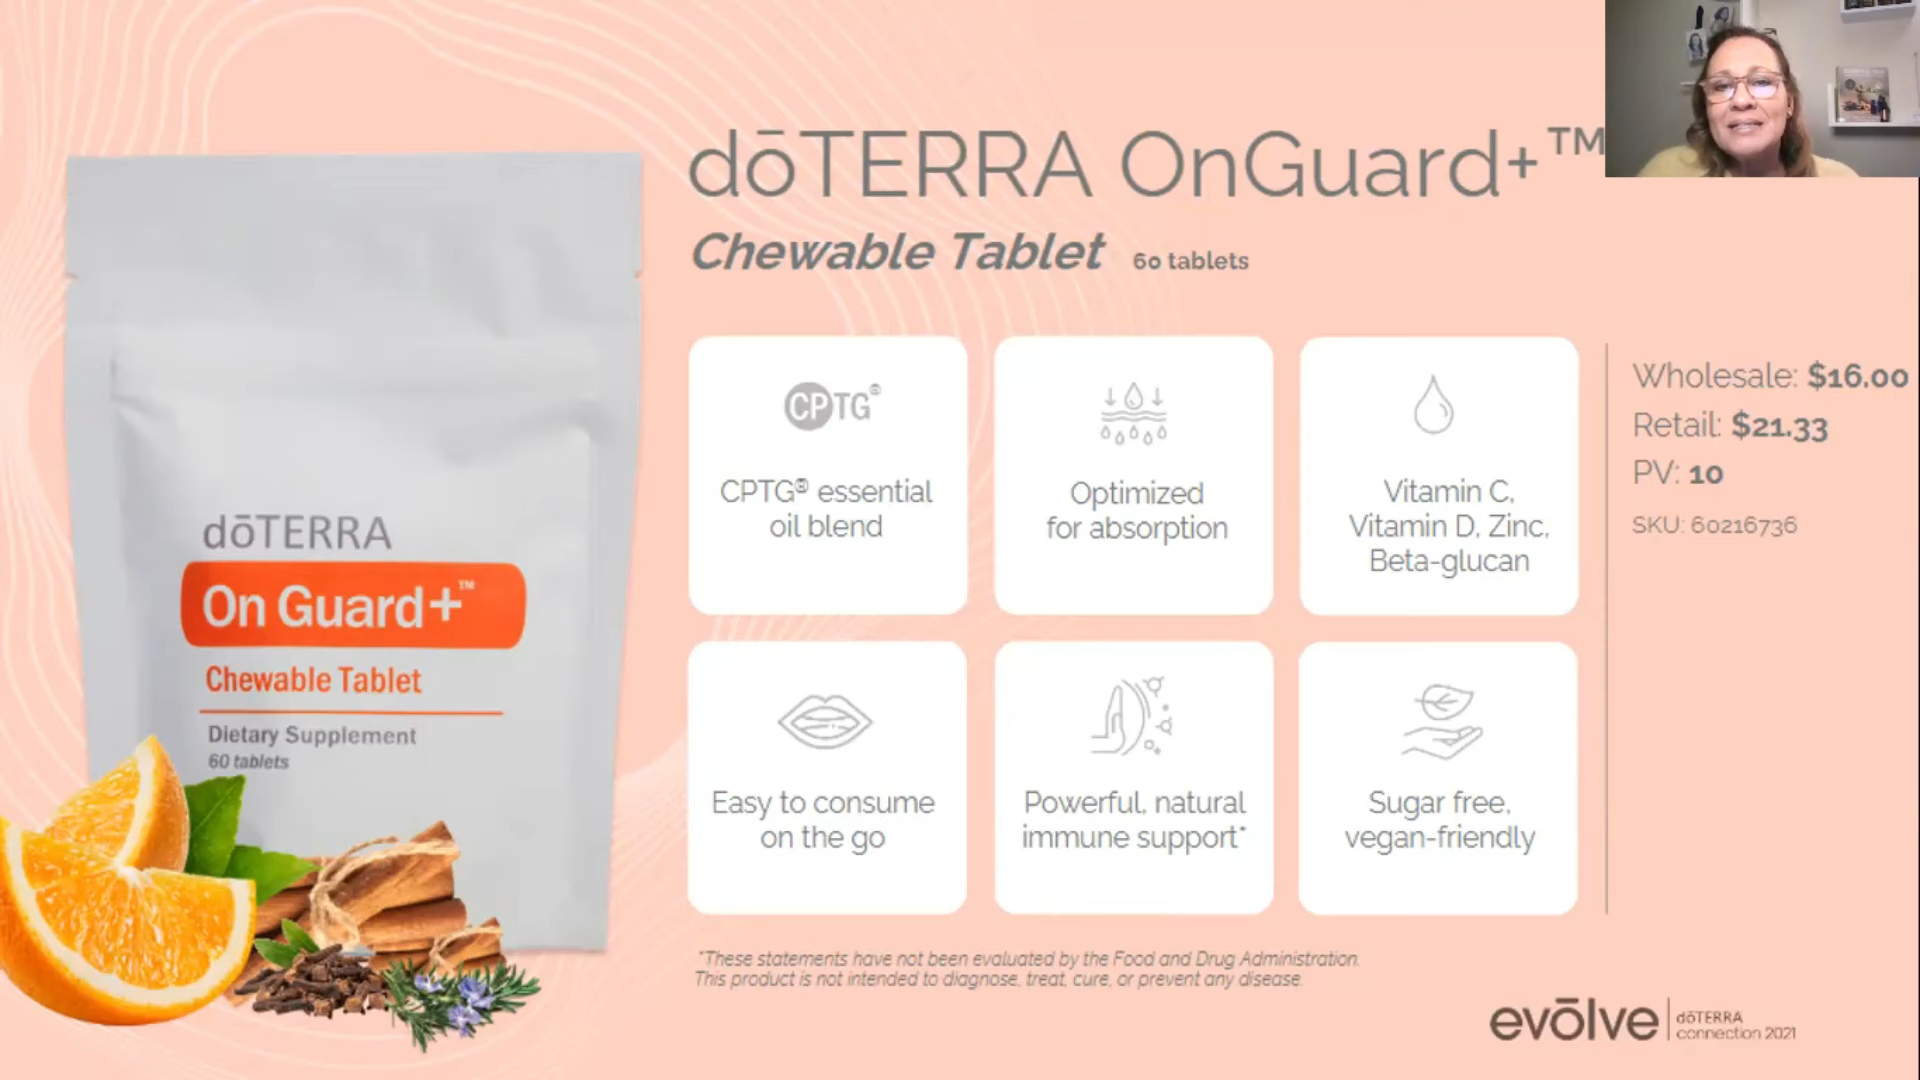 dōTERRA OnGuard+™
Chewable Tablet 60 tablets
dōTERRA
On Guard+™
Chewable Tablet
Dietary Supplement
60 tablets
CPTG®
CPTG® essential
oil blend
Optimized
for absorption
Vitamin C,
Vitamin D, Zinc,
Beta-glucan
Easy to consume
on the go
Powerful, natural
immune support*
Sugar free,
vegan-friendly
Wholesale: $16.00
Retail: $21.33
PV: 10
SKU: 60216736
*These statements have not been evaluated by the Food and Drug Administration.
This product is not intended to diagnose, treat, cure, or prevent any disease.
evōlve
dōTERRA
connection 2021